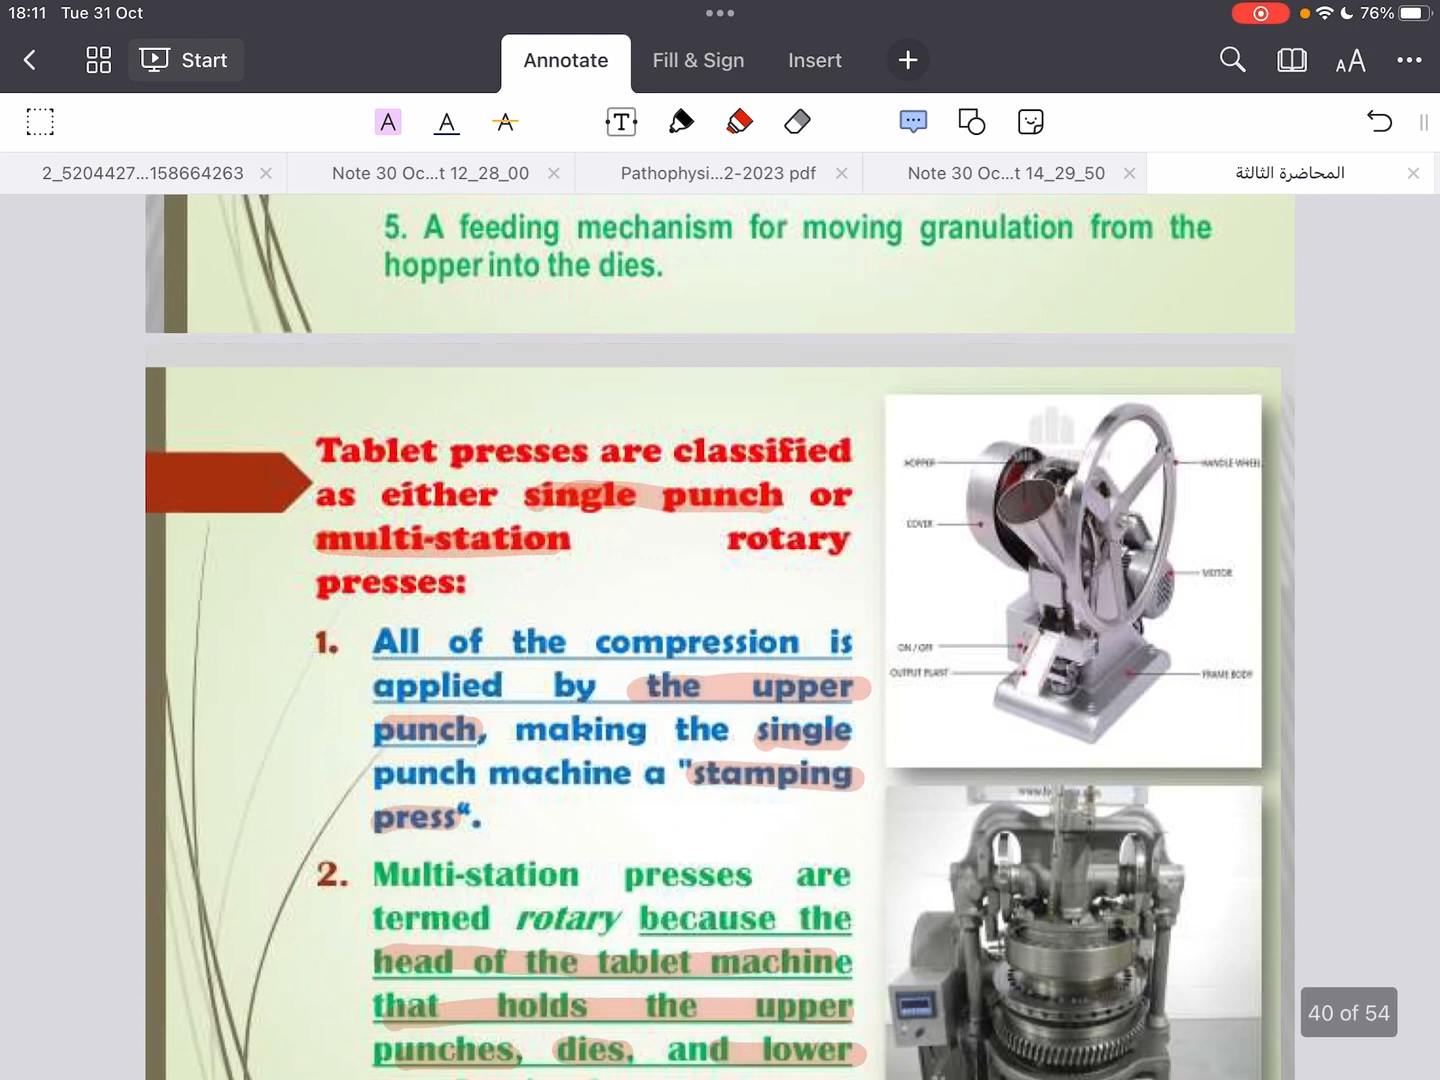 18:11 Tue 31 Oct
76%
Start
Annotate
Fill & Sign
Insert
2_5204427...158664263
Note 30 Oc...t 12_28_00
Pathophysi...2-2023 pdf
Note 30 Oc...t 14_29_50
المحاضرة الثالثة
5. A feeding mechanism for moving granulation from the
hopper into the dies.
Tablet presses are classified
as either single punch or
multi-station rotary
presses:
1. All of the compression is
applied by the upper
punch, making the single
punch machine a "stamping
press“.
2. Multi-station presses are
termed rotary because the
head of the tablet machine
that holds the upper
punches, dies, and lower
HOPPER
HANDLE WHEEL
COVER
MOTOR
ON / OFF
OUTPUT PLAST
FRAME BODY
40 of 54